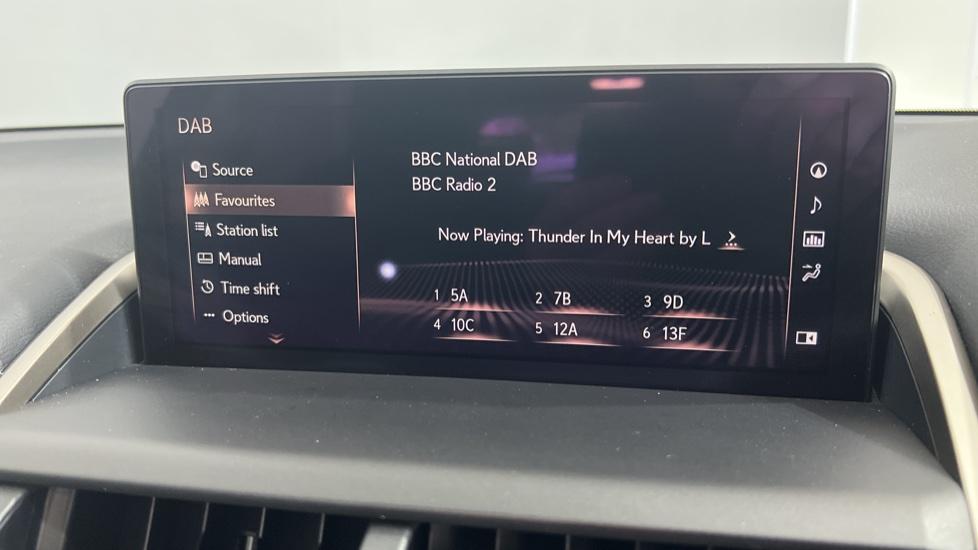 DAB
Source
Favourites
Station list
Manual
Time shift
Options
BBC National DAB
BBC Radio 2
Now Playing: Thunder In My Heart by L
1 5A 2 7B 3 9D
4 10C 5 12A 6 13F